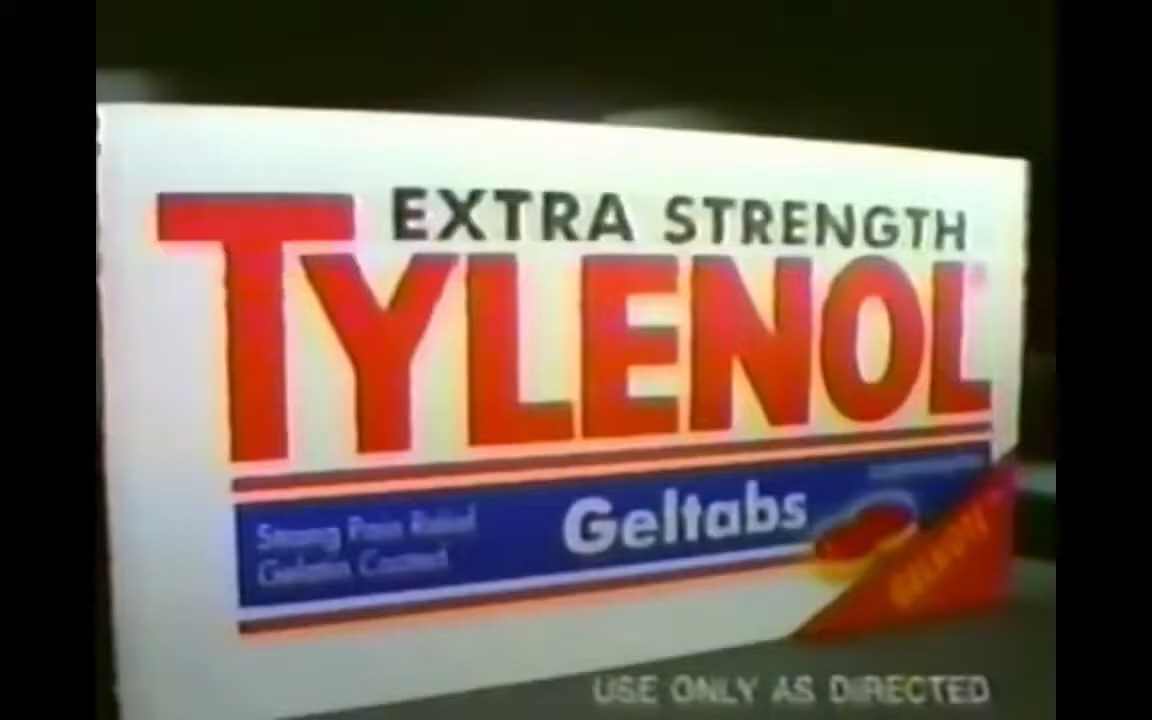 EXTRA STRENGTH
TYLENOL
Geltabs
Strong Pain Relief
Gelatin Coated
USE ONLY AS DIRECTED